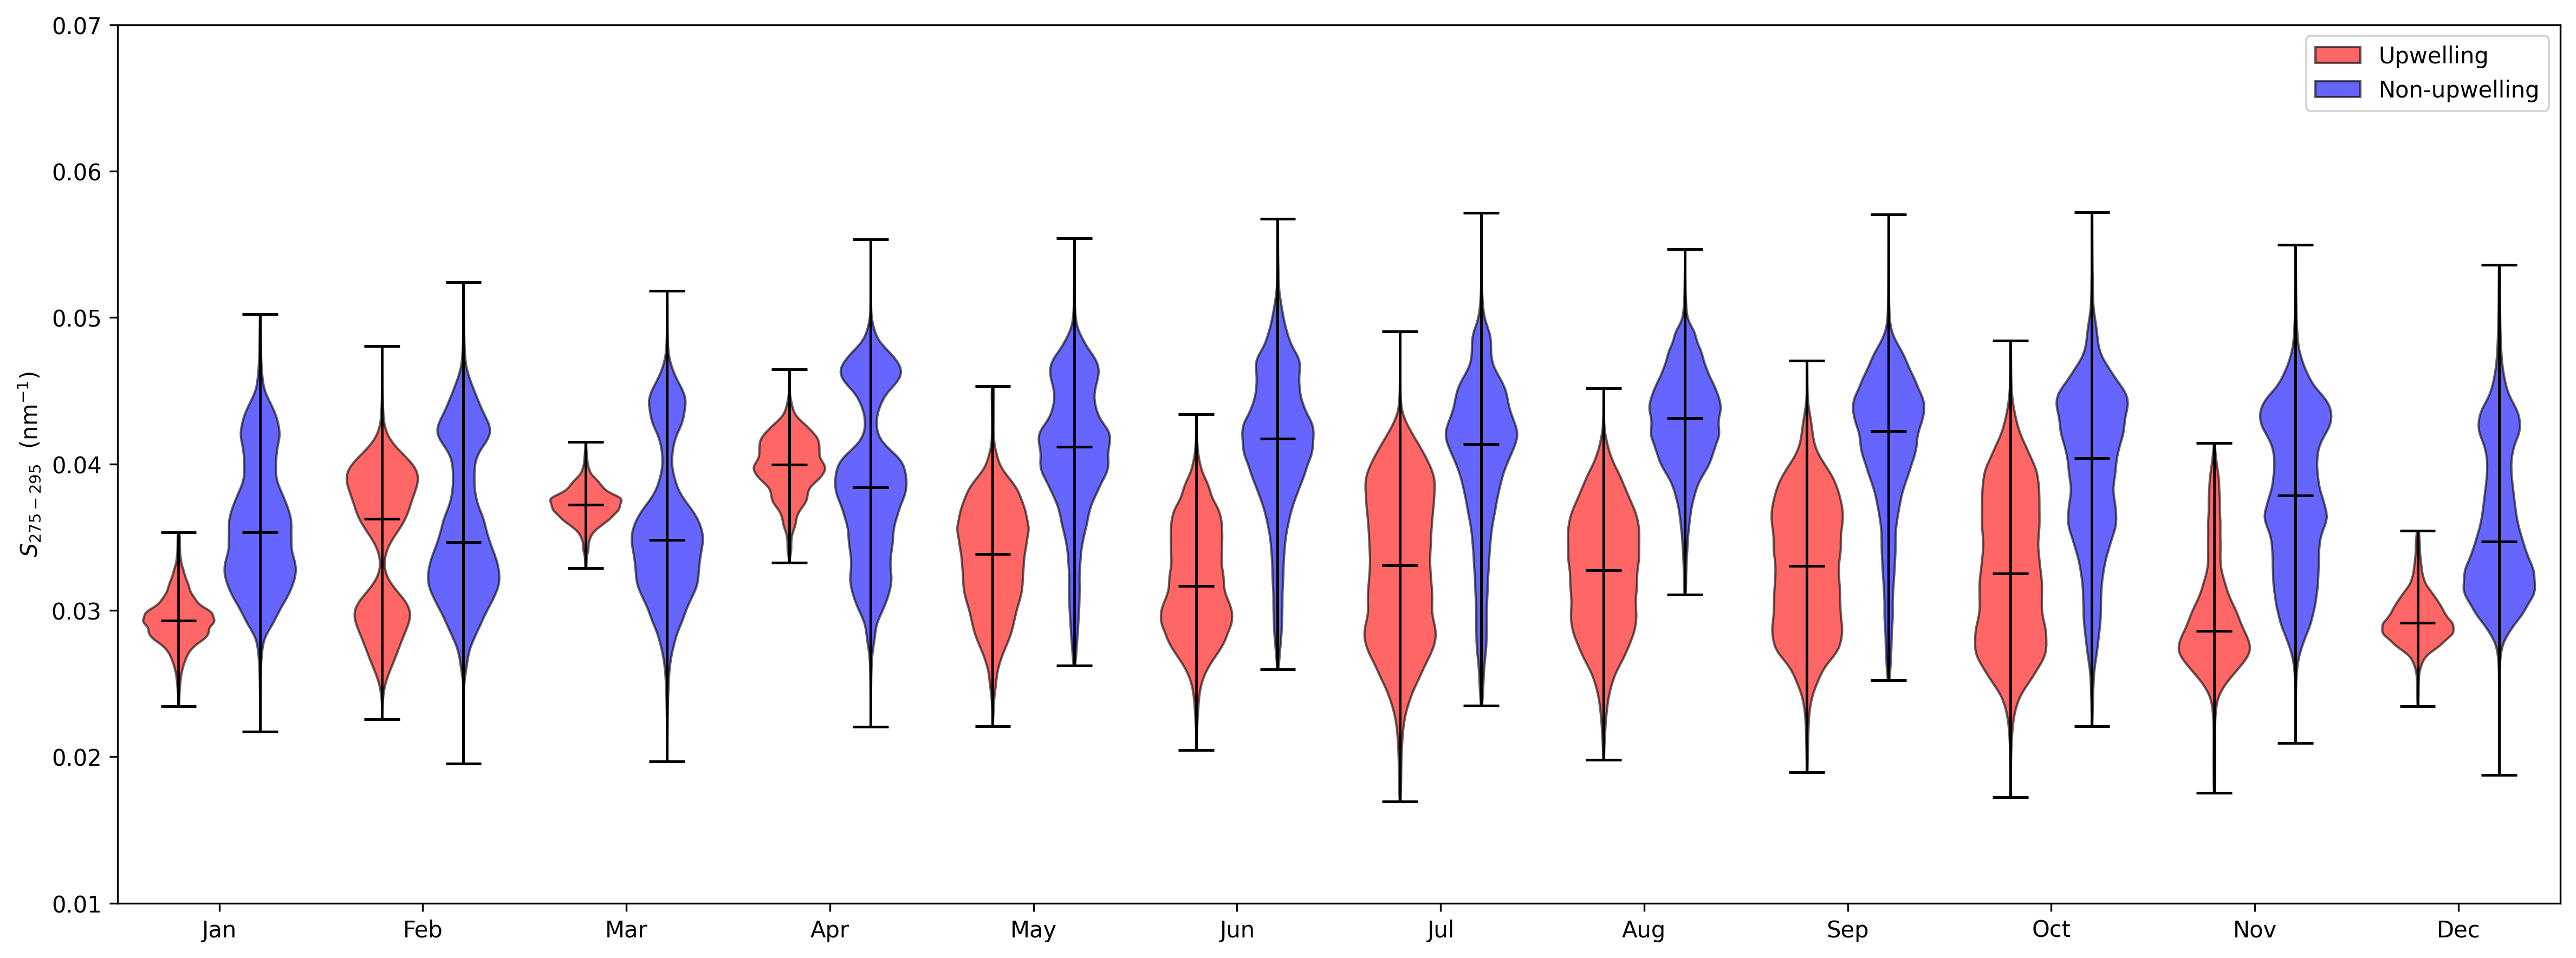 0.07
0.06
0.05
0.04
0.03
0.02
0.01
S275−295 (nm−1)
Upwelling
Non-upwelling
Jan Feb Mar Apr May Jun Jul Aug Sep Oct Nov Dec